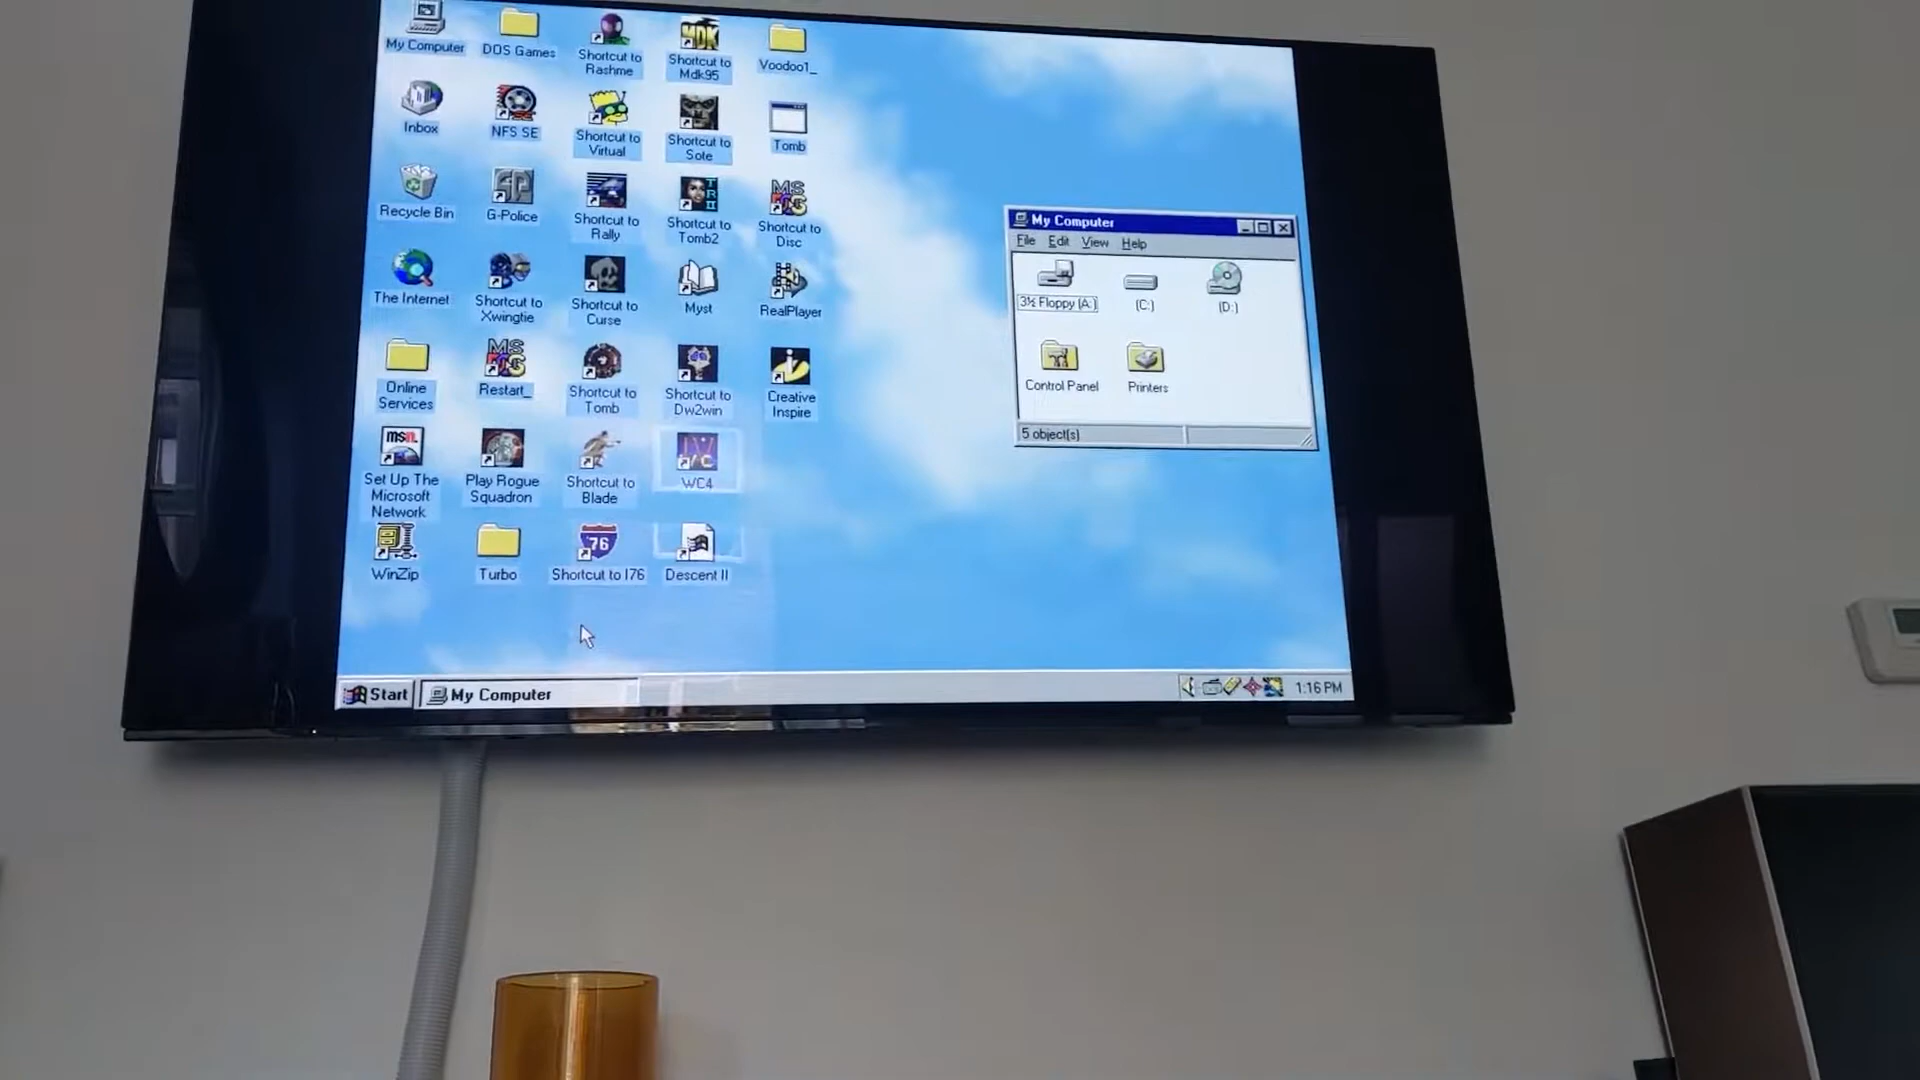 My Computer
DOS Games
Shortcut to
Rashme
MDK
Shortcut to
Mdk95
Voodoo1_
Inbox
NFS SE
Shortcut to
Virtual
Shortcut to
Sote
Tomb
Recycle Bin
G-Police
Shortcut to
Rally
TR II
Shortcut to
Tomb2
MS
Shortcut to
Disc
The Internet
Shortcut to
Xwingtie
Shortcut to
Curse
Myst
RealPlayer
Online
Services
MS
Restart_
Shortcut to
Tomb
Shortcut to
Dw2win
Creative
Inspire
msn.
Set Up The
Microsoft
Network
Play Rogue
Squadron
Shortcut to
Blade
WC4
WinZip
Turbo
76
Shortcut to I76
Descent II
My Computer
File Edit View Help
3½ Floppy (A:)
(C:)
(D:)
Control Panel
Printers
5 object(s)
Start
My Computer
1:16 PM